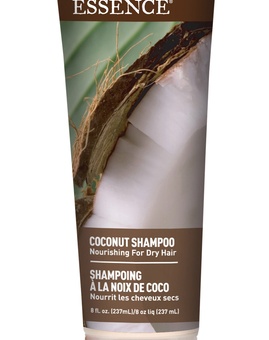 ESSENCE®
COCONUT SHAMPOO
Nourishing For Dry Hair
SHAMPOING
À LA NOIX DE COCO
Nourrit les cheveux secs
8 fl. oz. (237mL)/8 oz liq (237 mL)